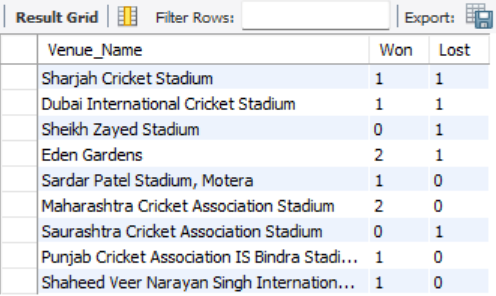 Result Grid Filter Rows: Export:
Venue_Name Won Lost
Sharjah Cricket Stadium 1 1
Dubai International Cricket Stadium 1 1
Sheikh Zayed Stadium 0 1
Eden Gardens 2 1
Sardar Patel Stadium, Motera 1 0
Maharashtra Cricket Association Stadium 2 0
Saurashtra Cricket Association Stadium 0 1
Punjab Cricket Association IS Bindra Stadi... 1 0
Shaheed Veer Narayan Singh Internation... 1 0